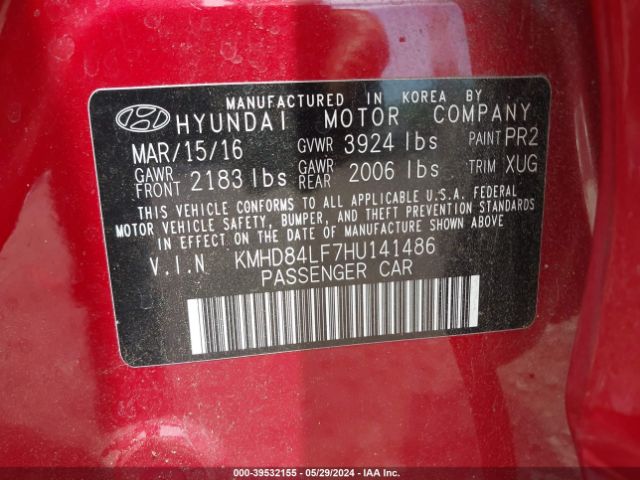 MANUFACTURED IN KOREA BY
HYUNDAI MOTOR COMPANY
MAR/15/16 GVWR 3924 lbs PAINT PR2
GAWR FRONT 2183 lbs GAWR REAR 2006 lbs TRIM XUG
THIS VEHICLE CONFORMS TO ALL APPLICABLE U.S.A. FEDERAL
MOTOR VEHICLE SAFETY, BUMPER, AND THEFT PREVENTION STANDARDS
IN EFFECT ON THE DATE OF MANUFACTURE SHOWN ABOVE
V.I.N KMHD84LF7HU141486
PASSENGER CAR
000-39532155 - 05/29/2024 - IAA Holdings, LLC